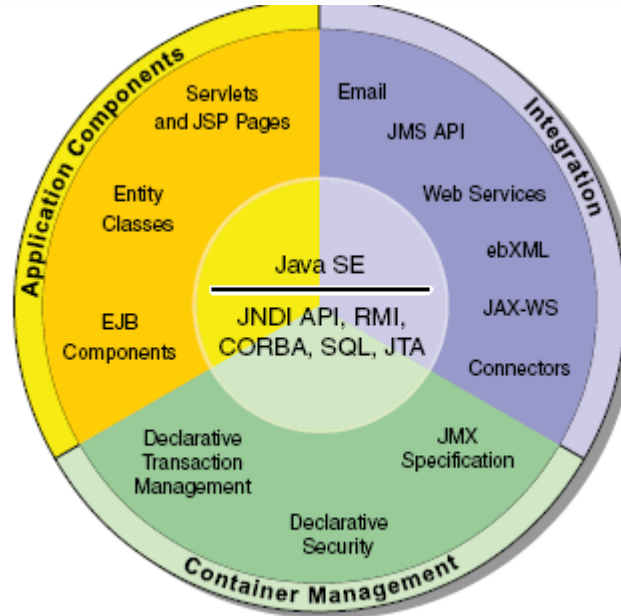 Application Components
Servlets
and JSP Pages
Entity
Classes
EJB
Components
Integration
Email
JMS API
Web Services
ebXML
JAX-WS
Connectors
Java SE
JNDI API, RMI,
CORBA, SQL, JTA
Declarative
Transaction
Management
JMX
Specification
Declarative
Security
Container Management